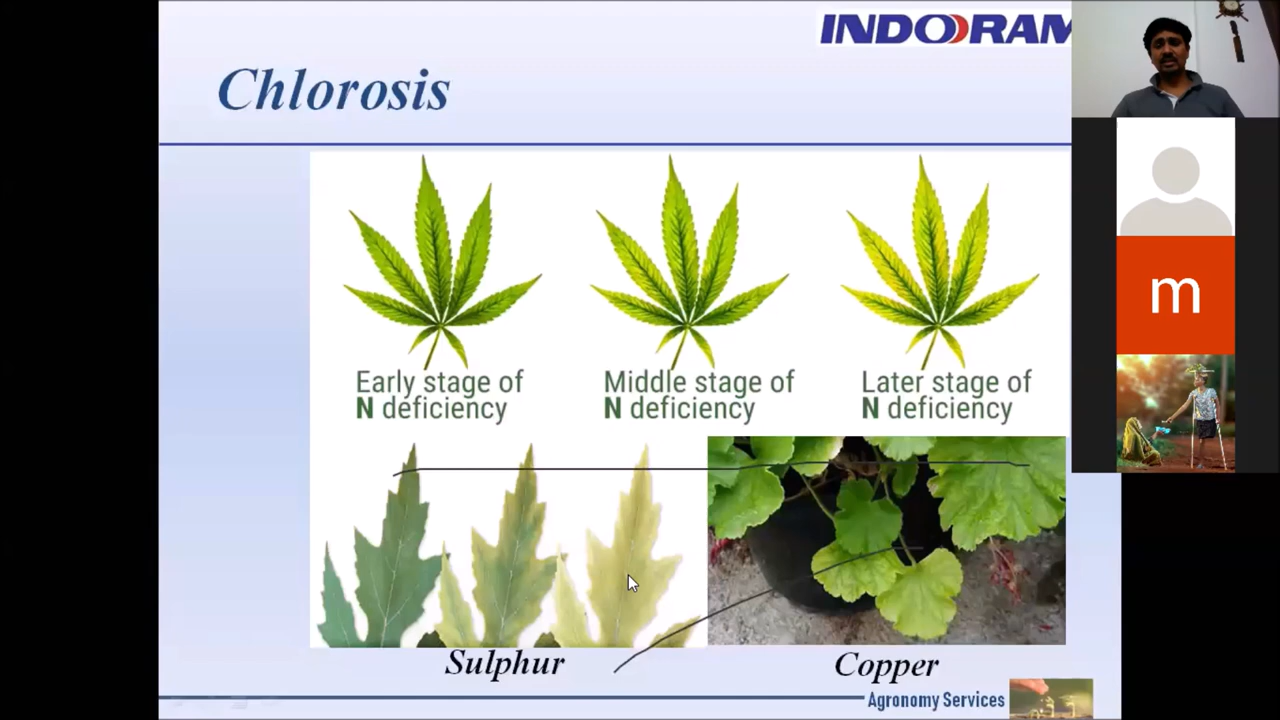 INDORAM
Chlorosis
Early stage of
N deficiency
Middle stage of
N deficiency
Later stage of
N deficiency
Sulphur
Copper
Agronomy Services
m